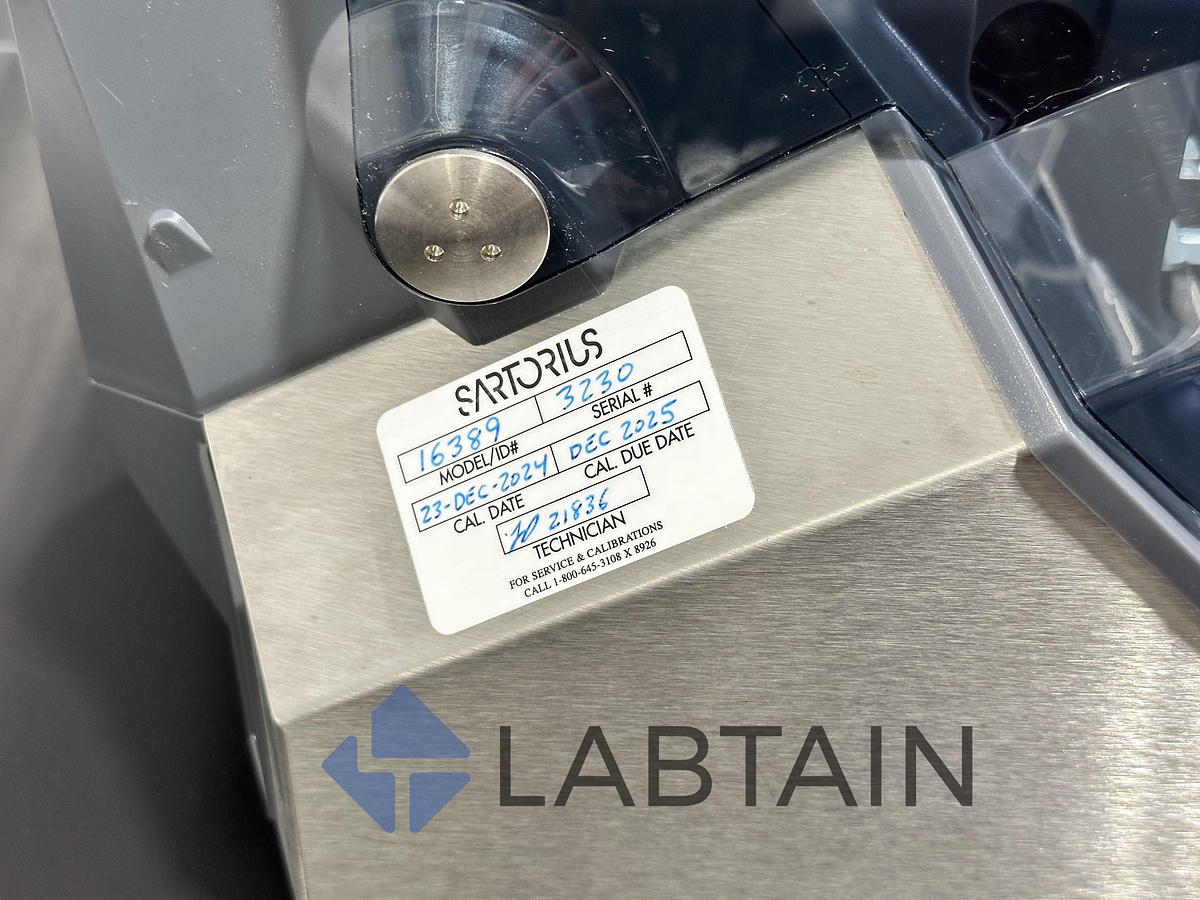 SARTORIUS
16389 3230
MODEL/ID# SERIAL #
23-DEC-2024 DEC 2025
CAL. DATE CAL. DUE DATE
21836
TECHNICIAN
FOR SERVICE & CALIBRATIONS
CALL 1-800-645-3108 X 8926
LABTAIN